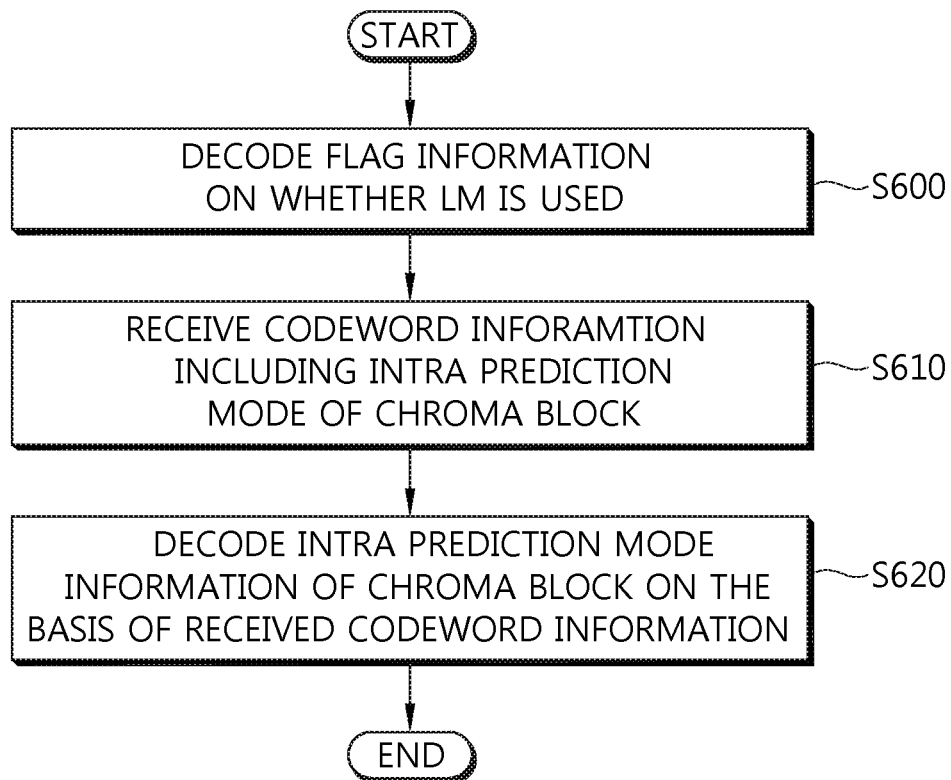 START
DECODE FLAG INFORMATION
ON WHETHER LM IS USED
S600
RECEIVE CODEWORD INFORAMTION
INCLUDING INTRA PREDICTION
MODE OF CHROMA BLOCK
S610
DECODE INTRA PREDICTION MODE
INFORMATION OF CHROMA BLOCK ON THE
BASIS OF RECEIVED CODEWORD INFORMATION
S620
END